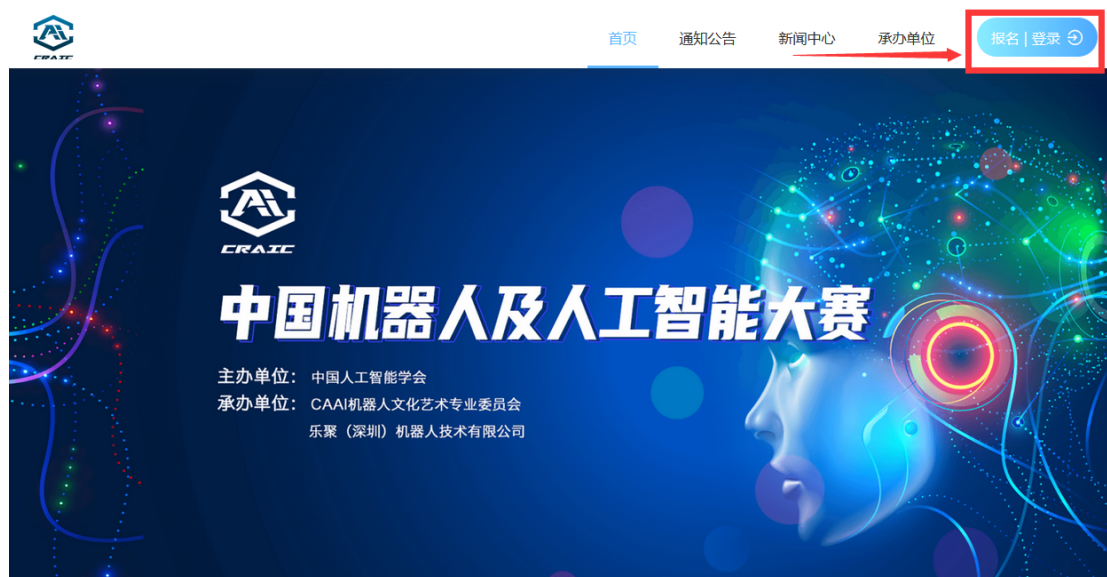 Ai
CRAIC
首页 通知公告 新闻中心 承办单位 报名 | 登录
Ai
CRAIC
中国机器人及人工智能大赛
主办单位： 中国人工智能学会
承办单位： CAAI机器人文化艺术专业委员会
乐聚（深圳）机器人技术有限公司